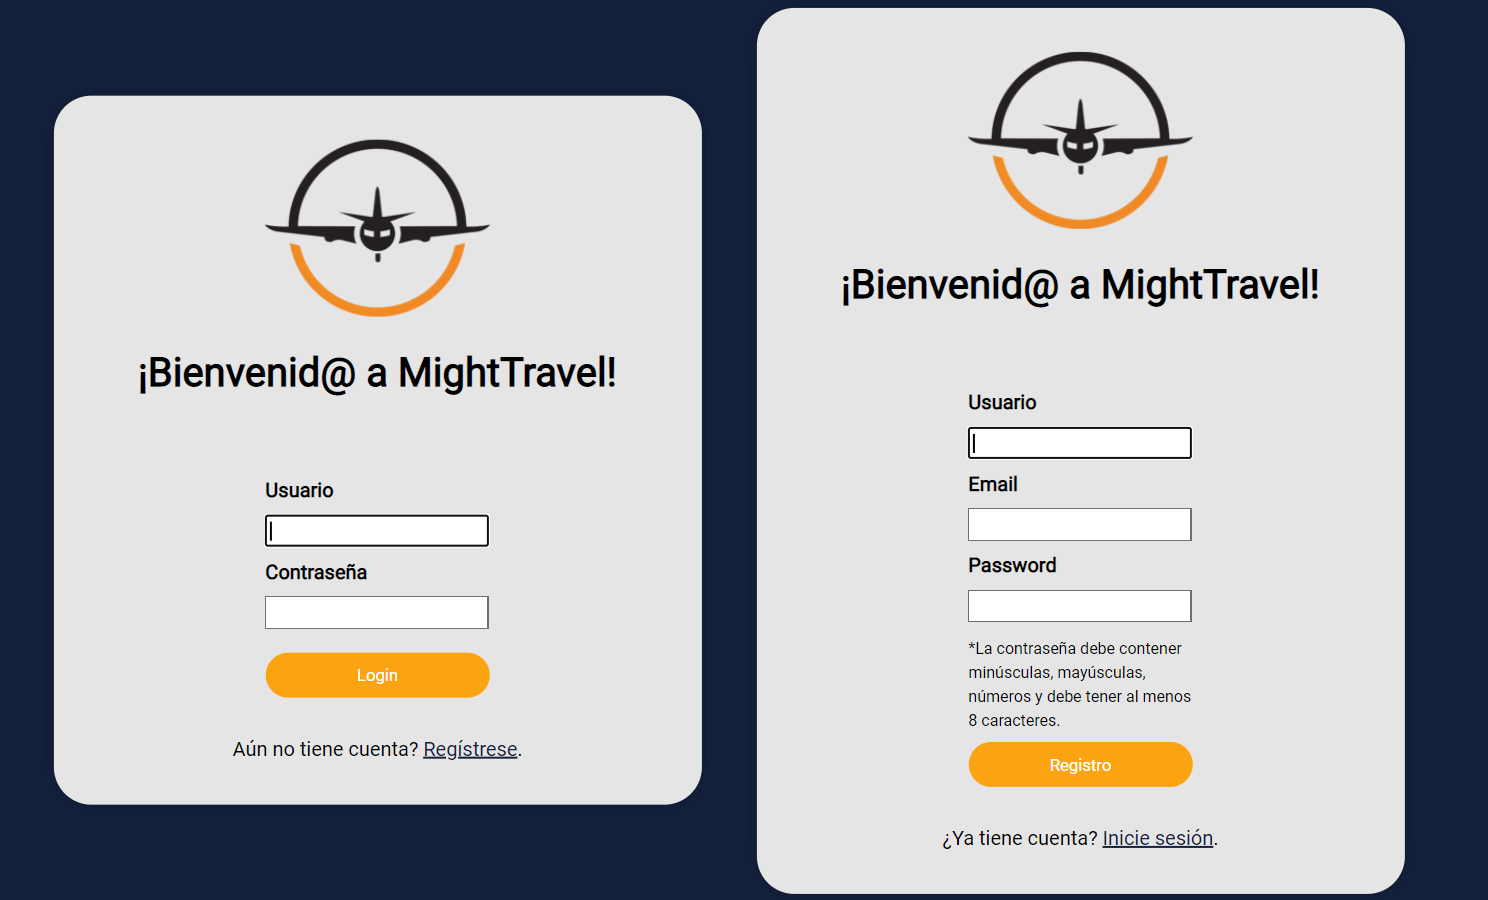 ¡Bienvenid@ a MightTravel!
Usuario
Contraseña
Login
Aún no tiene cuenta? Regístrese.
¡Bienvenid@ a MightTravel!
Usuario
Email
Password
*La contraseña debe contener
minúsculas, mayúsculas,
números y debe tener al menos
8 caracteres.
Registro
¿Ya tiene cuenta? Inicie sesión.